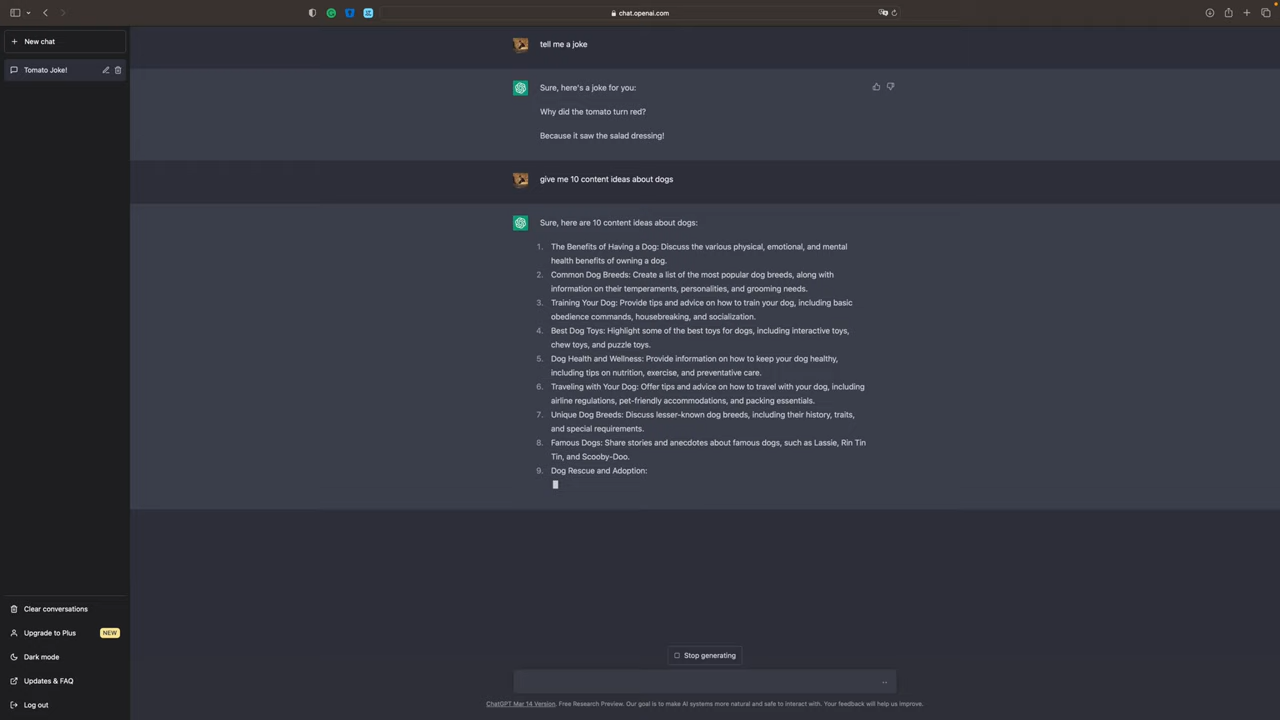 chat.openai.com
New chat
Tomato Joke!
Clear conversations
Upgrade to Plus
NEW
Dark mode
Updates & FAQ
Log out
tell me a joke
Sure, here's a joke for you:
Why did the tomato turn red?
Because it saw the salad dressing!
give me 10 content ideas about dogs
Sure, here are 10 content ideas about dogs:
1. The Benefits of Having a Dog: Discuss the various physical, emotional, and mental
health benefits of owning a dog.
2. Common Dog Breeds: Create a list of the most popular dog breeds, along with
information on their temperaments, personalities, and grooming needs.
3. Training Your Dog: Provide tips and advice on how to train your dog, including basic
obedience commands, housebreaking, and socialization.
4. Best Dog Toys: Highlight some of the best toys for dogs, including interactive toys,
chew toys, and puzzle toys.
5. Dog Health and Wellness: Provide information on how to keep your dog healthy,
including tips on nutrition, exercise, and preventative care.
6. Traveling with Your Dog: Offer tips and advice on how to travel with your dog, including
airline regulations, pet-friendly accommodations, and packing essentials.
7. Unique Dog Breeds: Discuss lesser-known dog breeds, including their history, traits,
and special requirements.
8. Famous Dogs: Share stories and anecdotes about famous dogs, such as Lassie, Rin Tin
Tin, and Scooby-Doo.
9. Dog Rescue and Adoption:
Stop generating
ChatGPT Mar 14 Version. Free Research Preview. Our goal is to make AI systems more natural and safe to interact with. Your feedback will help us improve.